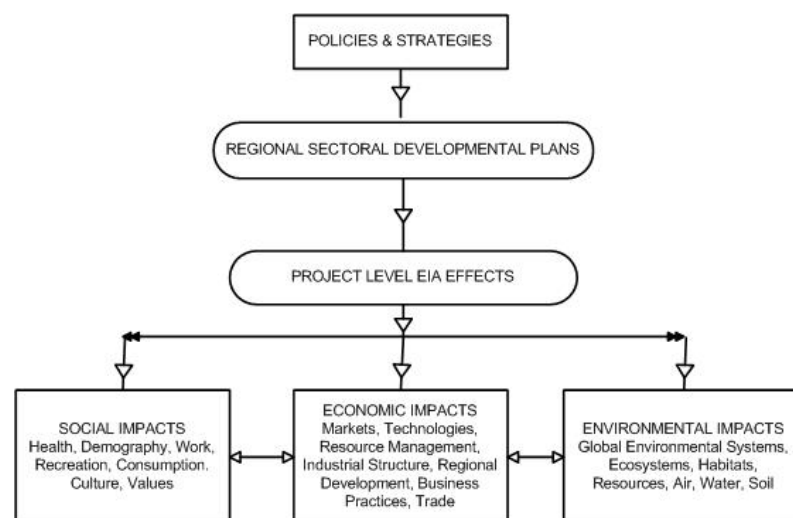 POLICIES & STRATEGIES
REGIONAL SECTORAL DEVELOPMENTAL PLANS
PROJECT LEVEL EIA EFFECTS
SOCIAL IMPACTS
Health, Demography, Work,
Recreation, Consumption.
Culture, Values
ECONOMIC IMPACTS
Markets, Technologies,
Resource Management,
Industrial Structure, Regional
Development, Business
Practices, Trade
ENVIRONMENTAL IMPACTS
Global Environmental Systems,
Ecosystems, Habitats,
Resources, Air, Water, Soil